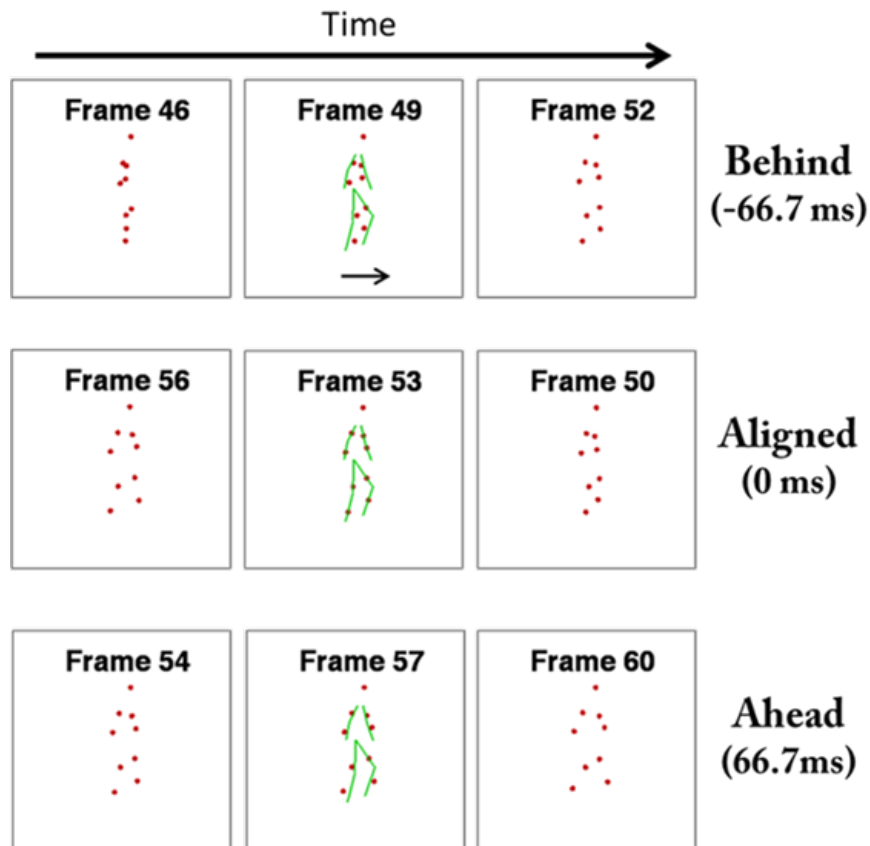 Time
Frame 46
Frame 49
Frame 52
Behind
(-66.7 ms)
Frame 56
Frame 53
Frame 50
Aligned
(0 ms)
Frame 54
Frame 57
Frame 60
Ahead
(66.7ms)